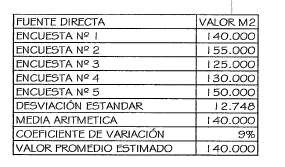 FUENTE DIRECTA VALOR M2
ENCUESTA Nº 1 140.000
ENCUESTA Nº 2 155.000
ENCUESTA Nº 3 125.000
ENCUESTA Nº 4 130.000
ENCUESTA Nº 5 150.000
DESVIACIÓN ESTANDAR 12.748
MEDIA ARITMETICA 140.000
COEFICIENTE DE VARIACIÓN 9%
VALOR PROMEDIO ESTIMADO 140.000